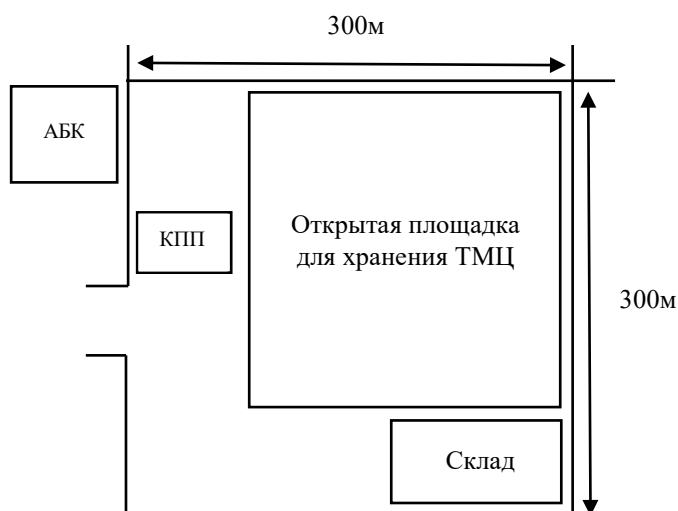 300м
АБК
КПП
Открытая площадка
для хранения ТМЦ
300м
Склад